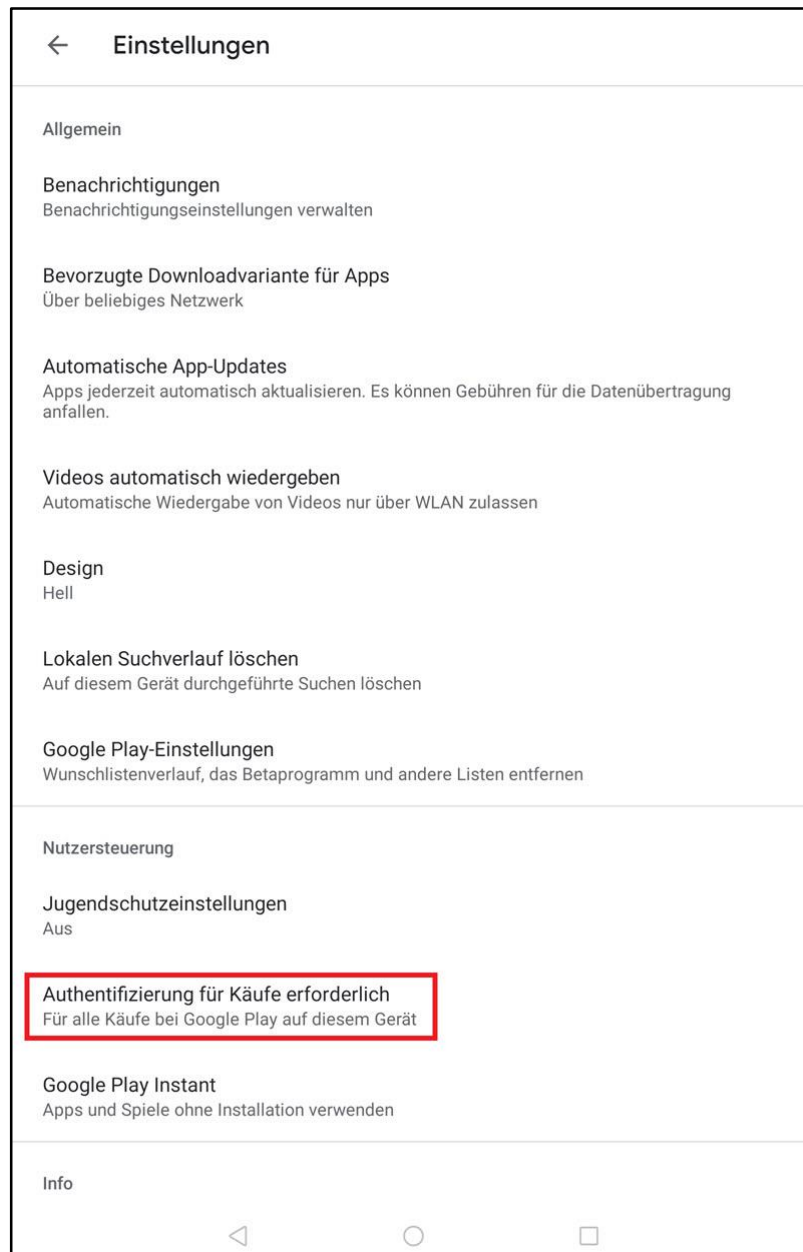 Einstellungen
Allgemein
Benachrichtigungen
Benachrichtigungseinstellungen verwalten
Bevorzugte Downloadvariante für Apps
Über beliebiges Netzwerk
Automatische App-Updates
Apps jederzeit automatisch aktualisieren. Es können Gebühren für die Datenübertragung
anfallen.
Videos automatisch wiedergeben
Automatische Wiedergabe von Videos nur über WLAN zulassen
Design
Hell
Lokalen Suchverlauf löschen
Auf diesem Gerät durchgeführte Suchen löschen
Google Play-Einstellungen
Wunschlistenverlauf, das Betaprogramm und andere Listen entfernen
Nutzersteuerung
Jugendschutzeinstellungen
Aus
Authentifizierung für Käufe erforderlich
Für alle Käufe bei Google Play auf diesem Gerät
Google Play Instant
Apps und Spiele ohne Installation verwenden
Info